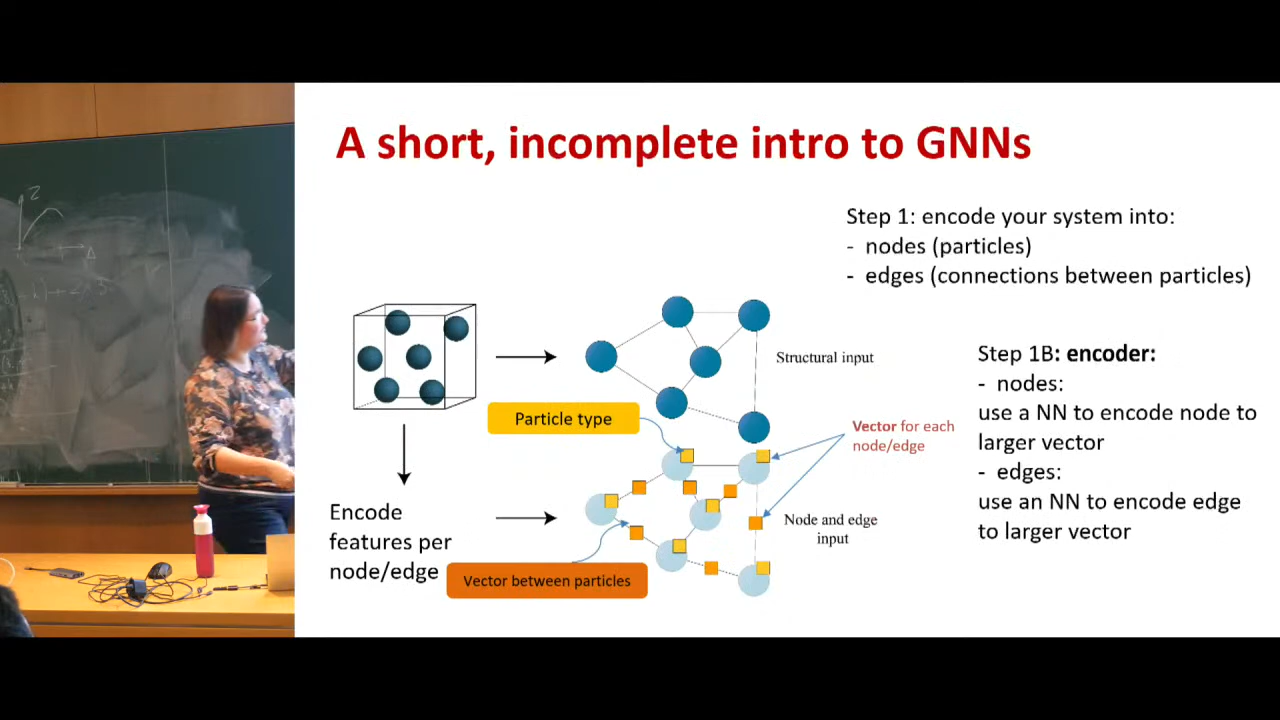 A short, incomplete intro to GNNs
Step 1: encode your system into:
- nodes (particles)
- edges (connections between particles)
Structural input
Step 1B: encoder:
- nodes:
use a NN to encode node to
larger vector
- edges:
use an NN to encode edge
to larger vector
Particle type
Vector for each
node/edge
Encode
features per
node/edge
Node and edge
input
Vector between particles
Z
Δ